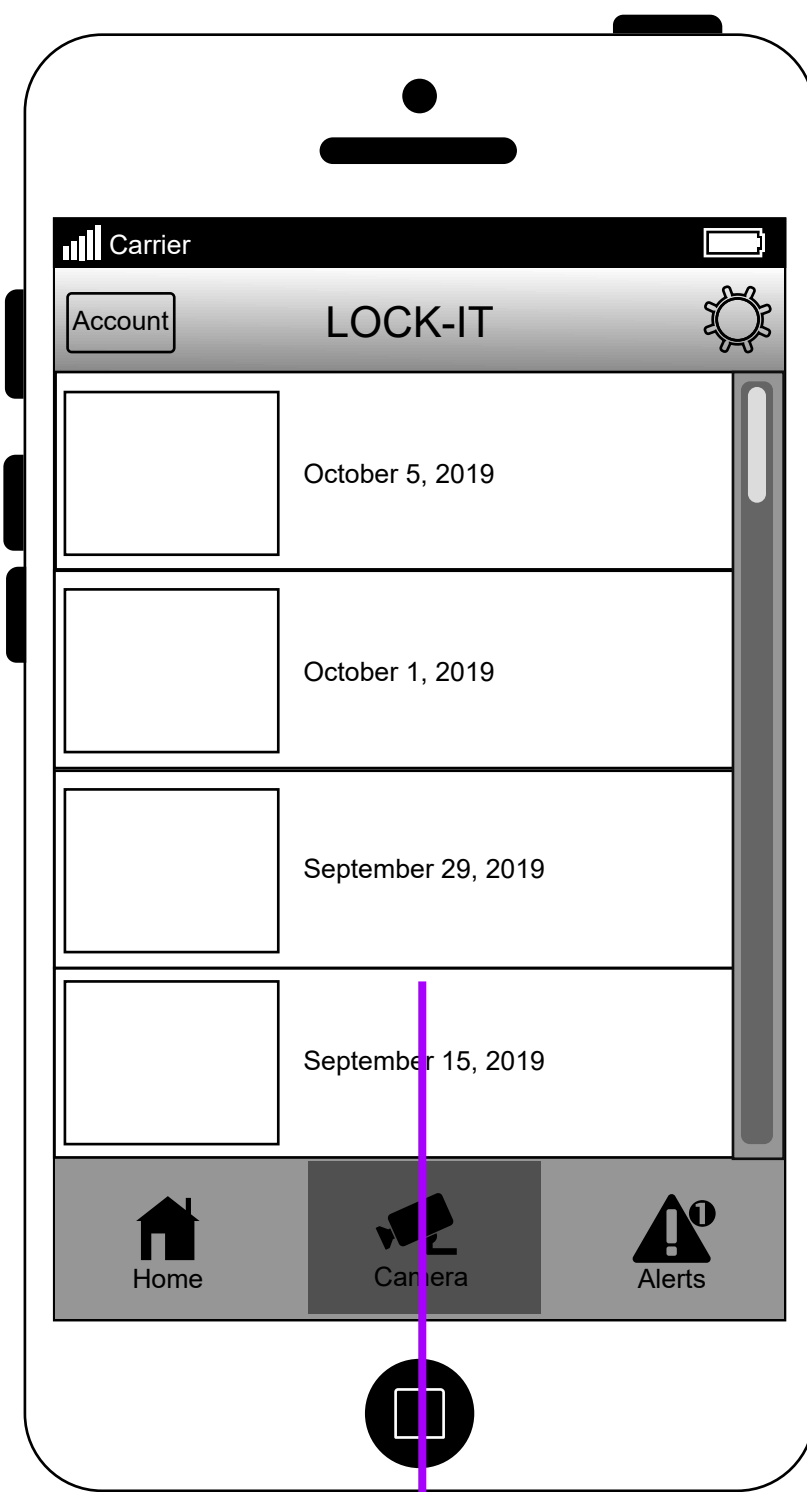 Carrier
Account LOCK-IT
October 5, 2019
October 1, 2019
September 29, 2019
September 15, 2019
1
Home Camera Alerts